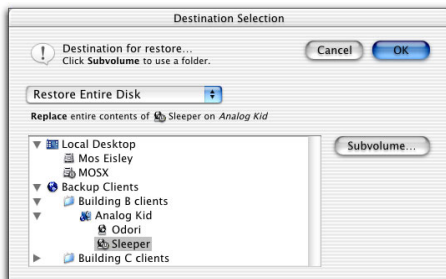 Destination Selection
Destination for restore...
Click Subvolume to use a folder.
Cancel
OK
Restore Entire Disk
Replace entire contents of Sleeper on Analog Kid
Local Desktop
Mos Eisley
MOSX
Subvolume...
Backup Clients
Building B clients
Analog Kid
Odori
Sleeper
Building C clients